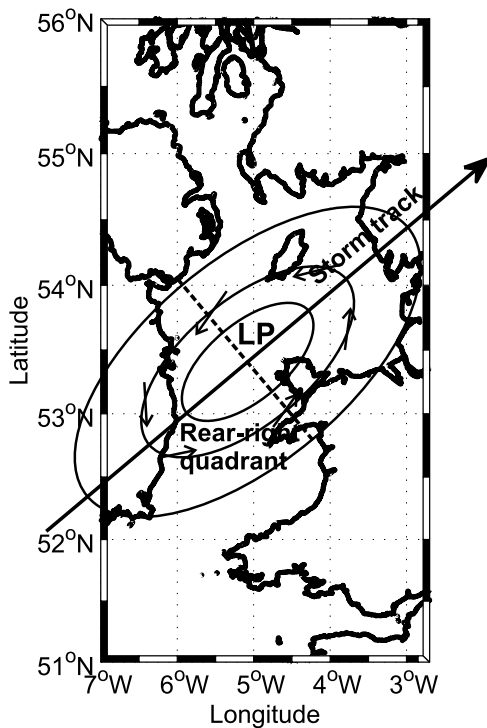 56°N
55°N
54°N
53°N
52°N
51°N
Latitude
Storm track
LP
Rear-right
quadrant
7°W 6°W 5°W 4°W 3°W
Longitude